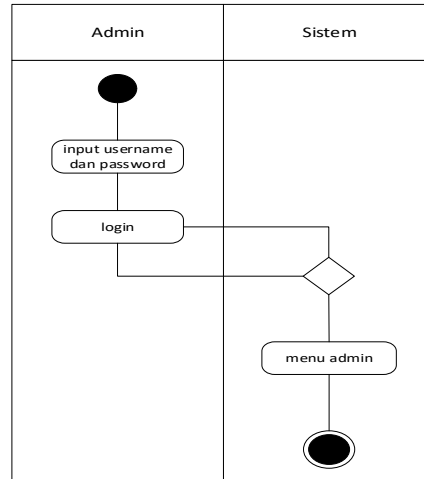 Admin
Sistem
input username
dan password
login
menu admin